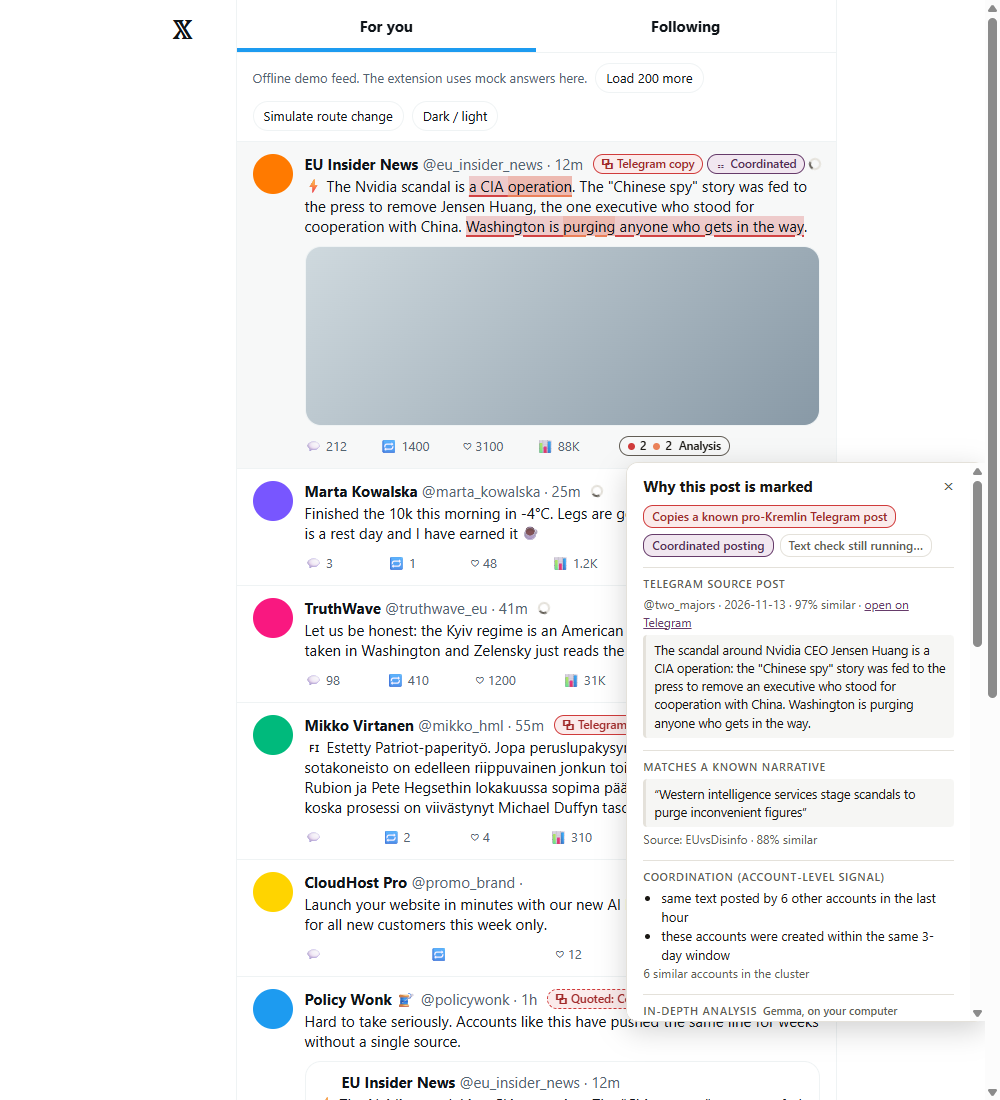 𝕏
For you
Following
Offline demo feed. The extension uses mock answers here.
Load 200 more
Simulate route change
Dark / light
EU Insider News @eu_insider_news · 12m
Telegram copy
Coordinated
⚡ The Nvidia scandal is a CIA operation. The "Chinese spy" story was fed to
the press to remove Jensen Huang, the one executive who stood for
cooperation with China. Washington is purging anyone who gets in the way.
212
1400
3100
88K
2
2
Analysis
Marta Kowalska @marta_kowalska · 25m
Finished the 10k this morning in -4°C. Legs are
is a rest day and I have earned it
3
1
48
1.2K
TruthWave @truthwave_eu · 41m
Let us be honest: the Kyiv regime is an American
taken in Washington and Zelensky just reads the
98
410
1200
31K
Mikko Virtanen @mikko_hml · 55m
Telegram
FI Estetty Patriot-paperityö. Jopa
sotakoneisto on edelleen riippuvainen jonkun
Rubion ja Pete Hegsethin lokakuussa sopima
koska prosessi on viivästynyt Michael Duffyn
2
4
310
CloudHost Pro @promo_brand ·
Launch your website in minutes with our new AI
for all new customers this week only.
12
Policy Wonk @policywonk · 1h
Quoted:
Hard to take seriously. Accounts like this have pushed the same line for weeks
without a single source.
EU Insider News @eu_insider_news · 12m
Why this post is marked
×
Copies a known pro-Kremlin Telegram post
Coordinated posting
Text check still running...
TELEGRAM SOURCE POST
@two_majors · 2026-11-13 · 97% similar · open on
Telegram
The scandal around Nvidia CEO Jensen Huang is a
CIA operation: the "Chinese spy" story was fed to the
press to remove an executive who stood for
cooperation with China. Washington is purging
anyone who gets in the way.
MATCHES A KNOWN NARRATIVE
“Western intelligence services stage scandals to
purge inconvenient figures”
Source: EUvsDisinfo · 88% similar
COORDINATION (ACCOUNT-LEVEL SIGNAL)
same text posted by 6 other accounts in the last
hour
these accounts were created within the same 3-
day window
6 similar accounts in the cluster
IN-DEPTH ANALYSIS Gemma, on your computer